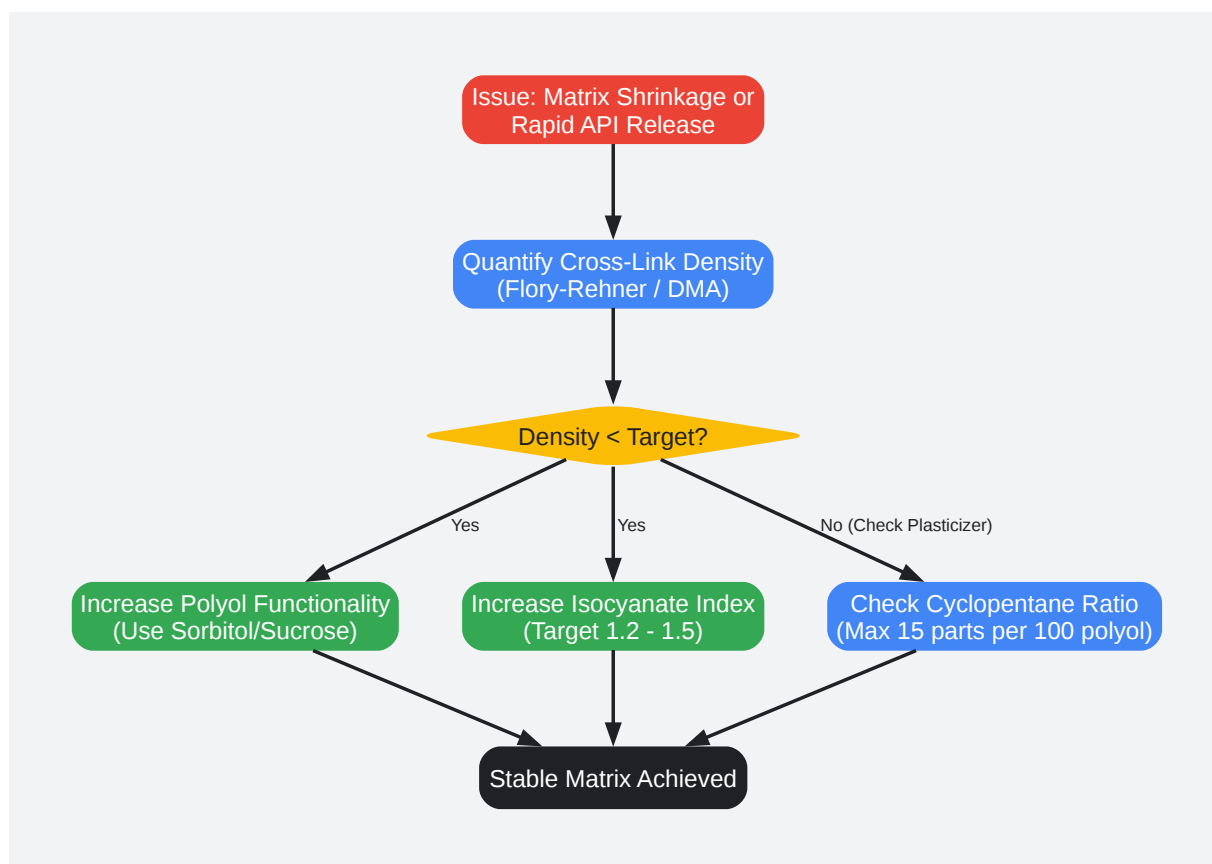 Issue: Matrix Shrinkage or
Rapid API Release
Quantify Cross-Link Density
(Flory-Rehner / DMA)
Density < Target?
Yes
Yes
No (Check Plasticizer)
Increase Polyol Functionality
(Use Sorbitol/Sucrose)
Increase Isocyanate Index
(Target 1.2 - 1.5)
Check Cyclopentane Ratio
(Max 15 parts per 100 polyol)
Stable Matrix Achieved